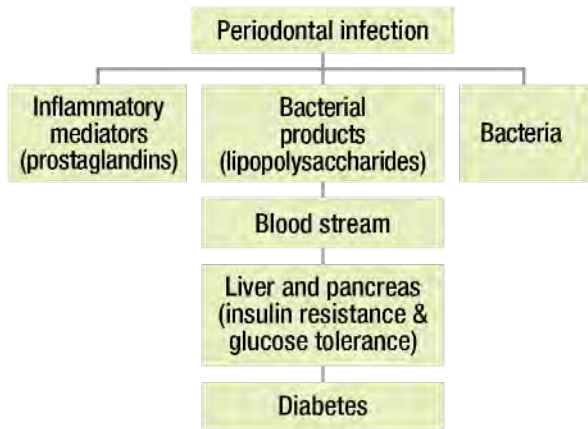 Periodontal infection
Inflammatory
mediators
(prostaglandins)
Bacterial
products
(lipopolysaccharides)
Bacteria
Blood stream
Liver and pancreas
(insulin resistance &
glucose tolerance)
Diabetes